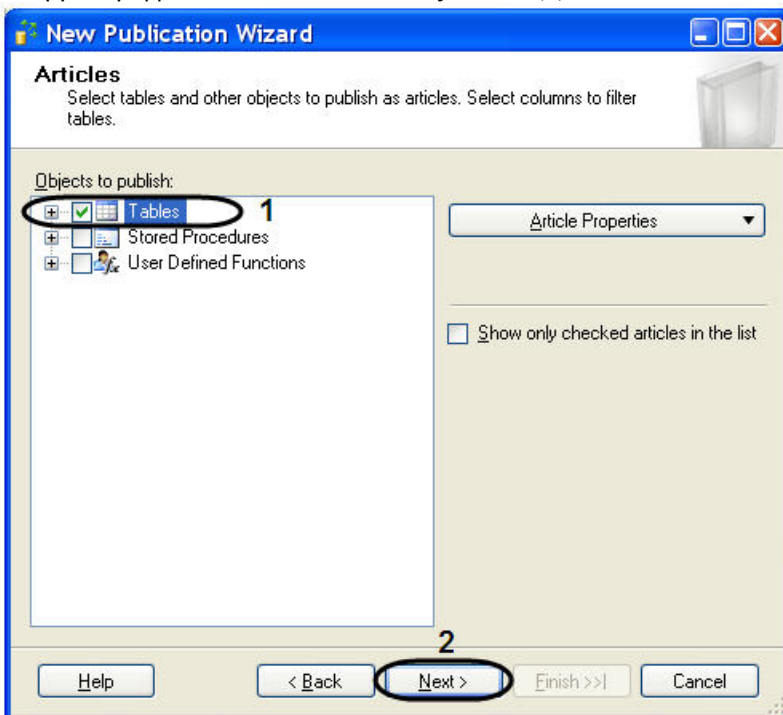 New Publication Wizard
Articles
Select tables and other objects to publish as articles. Select columns to filter
tables.
Objects to publish:
Tables 1
Stored Procedures
User Defined Functions
Article Properties
Show only checked articles in the list
2
Help
< Back
Next >
Finish >>|
Cancel